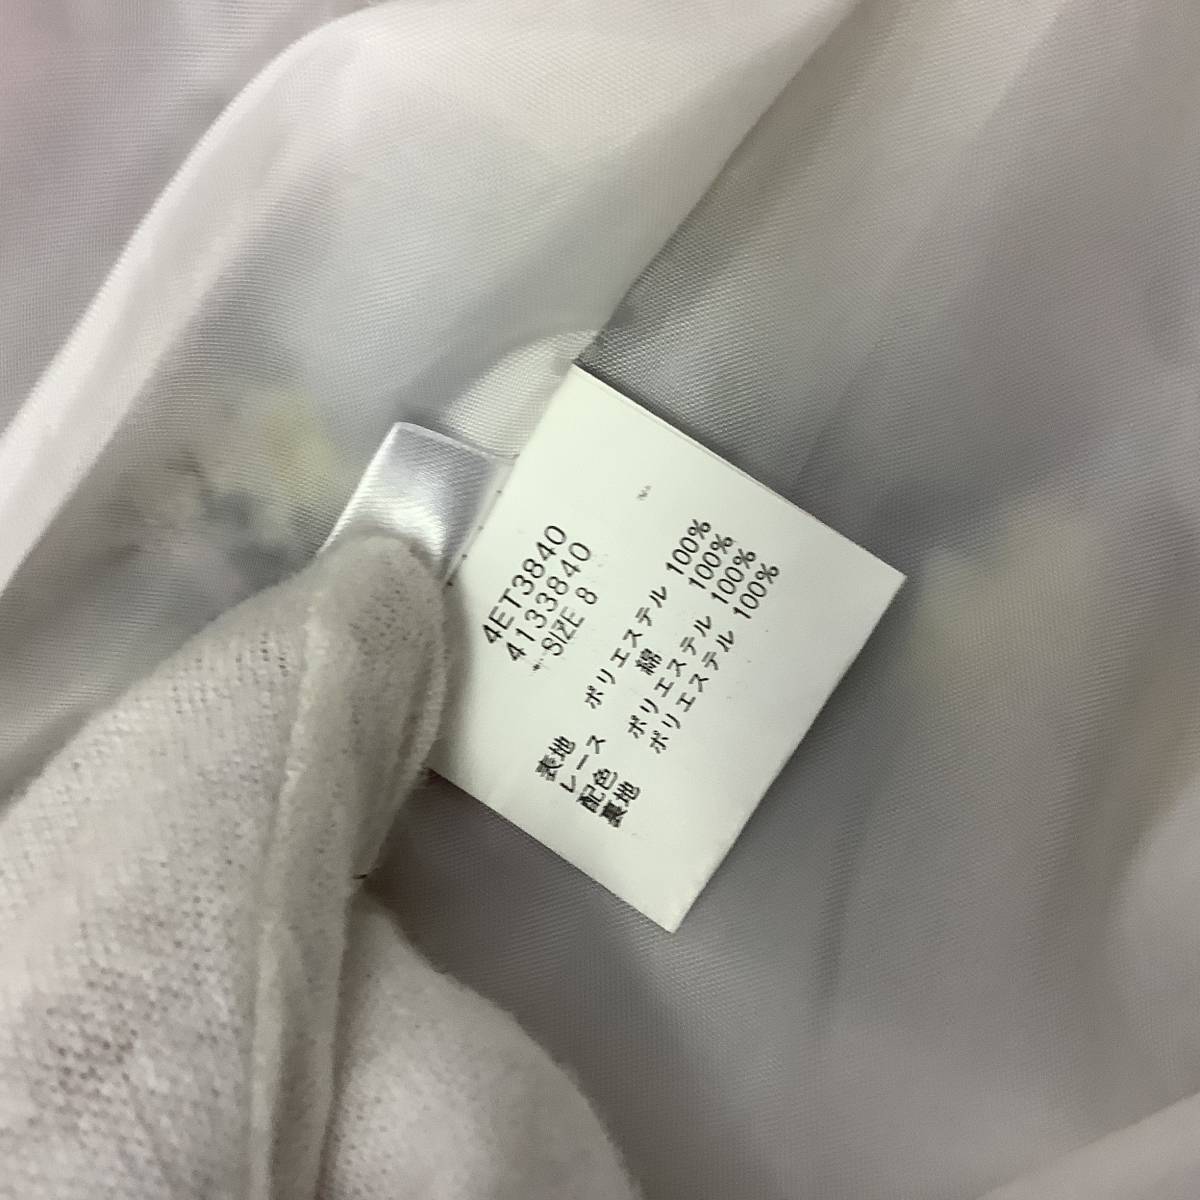 4ET3840
4133840
SIZE 8
表地 ポリエステル 100%
レース 綿 100%
配色 ポリエステル 100%
裏地 ポリエステル 100%